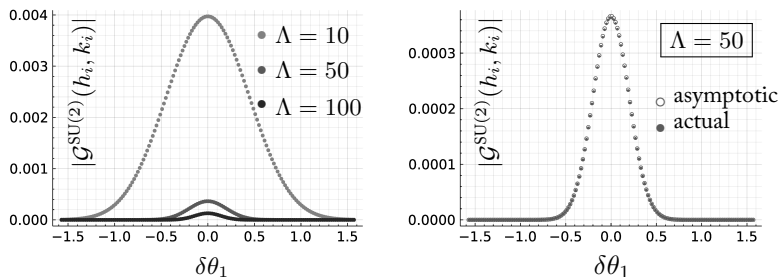 |𝒢^SU(2)(h_i, k_i)|
0.004
0.003
0.002
0.001
0.000
Λ = 10
Λ = 50
Λ = 100
-1.5 -1.0 -0.5 0.0 0.5 1.0 1.5
δθ_1
|𝒢^SU(2)(h_i, k_i)|
0.0003
0.0002
0.0001
0.0000
Λ = 50
asymptotic
actual
-1.5 -1.0 -0.5 0.0 0.5 1.0 1.5
δθ_1